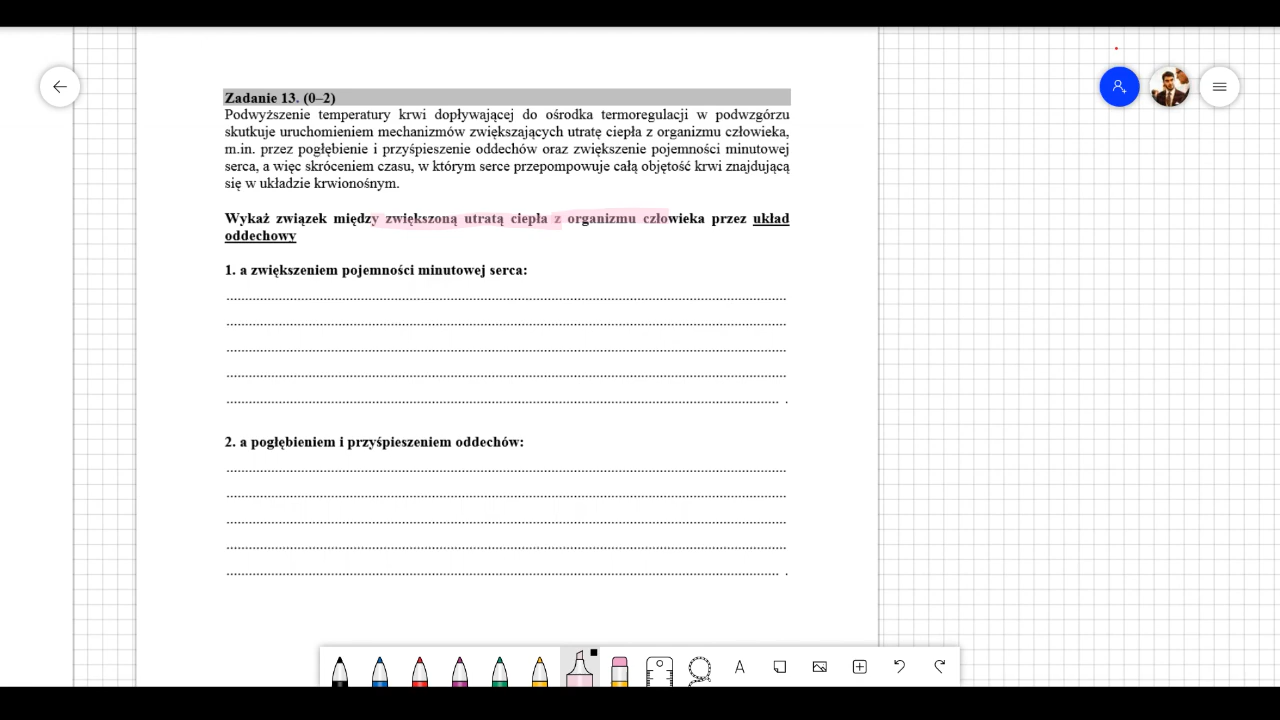 Zadanie 13. (0–2)
Podwyższenie temperatury krwi dopływającej do ośrodka termoregulacji w podwzgórzu
skutkuje uruchomieniem mechanizmów zwiększających utratę ciepła z organizmu człowieka,
m.in. przez pogłębienie i przyśpieszenie oddechów oraz zwiększenie pojemności minutowej
serca, a więc skróceniem czasu, w którym serce przepompowuje całą objętość krwi znajdującą
się w układzie krwionośnym.
Wykaż związek między zwiększoną utratą ciepła z organizmu człowieka przez układ
oddechowy
1. a zwiększeniem pojemności minutowej serca:
2. a pogłębieniem i przyśpieszeniem oddechów:
A